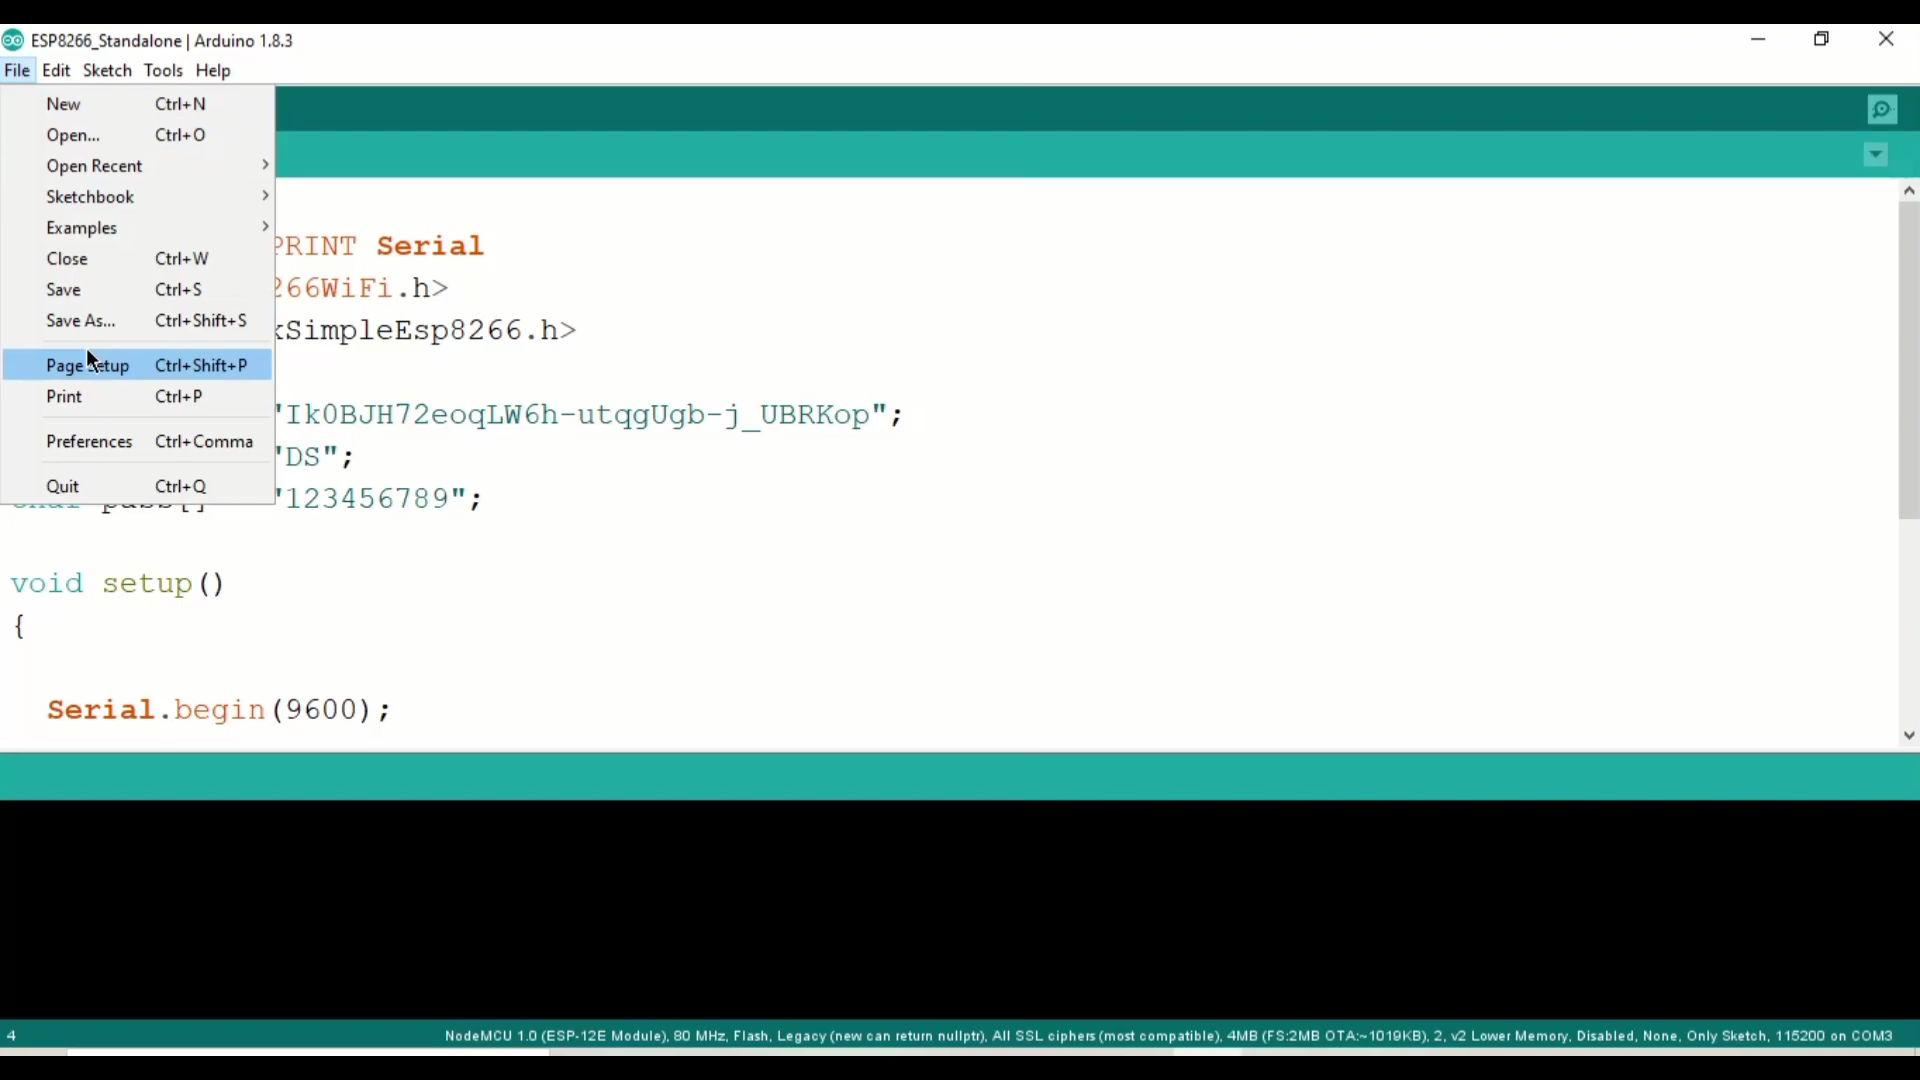 ESP8266_Standalone | Arduino 1.8.3
File Edit Sketch Tools Help
New Ctrl+N
Open... Ctrl+O
Open Recent
Sketchbook
Examples
Close Ctrl+W
Save Ctrl+S
Save As... Ctrl+Shift+S
Page Setup Ctrl+Shift+P
Print Ctrl+P
Preferences Ctrl+Comma
Quit Ctrl+Q
PRINT Serial
266WiFi.h>
kSimpleEsp8266.h>
"Ik0BJH72eoqLW6h-utqgUgb-j_UBRKop";
"DS";
char pass[] "123456789";
void setup()
{
Serial.begin(9600);
4
NodeMCU 1.0 (ESP-12E Module), 80 MHz, Flash, Legacy (new can return nullptr), All SSL ciphers (most compatible), 4MB (FS:2MB OTA:~1019KB), 2, v2 Lower Memory, Disabled, None, Only Sketch, 115200 on COM3